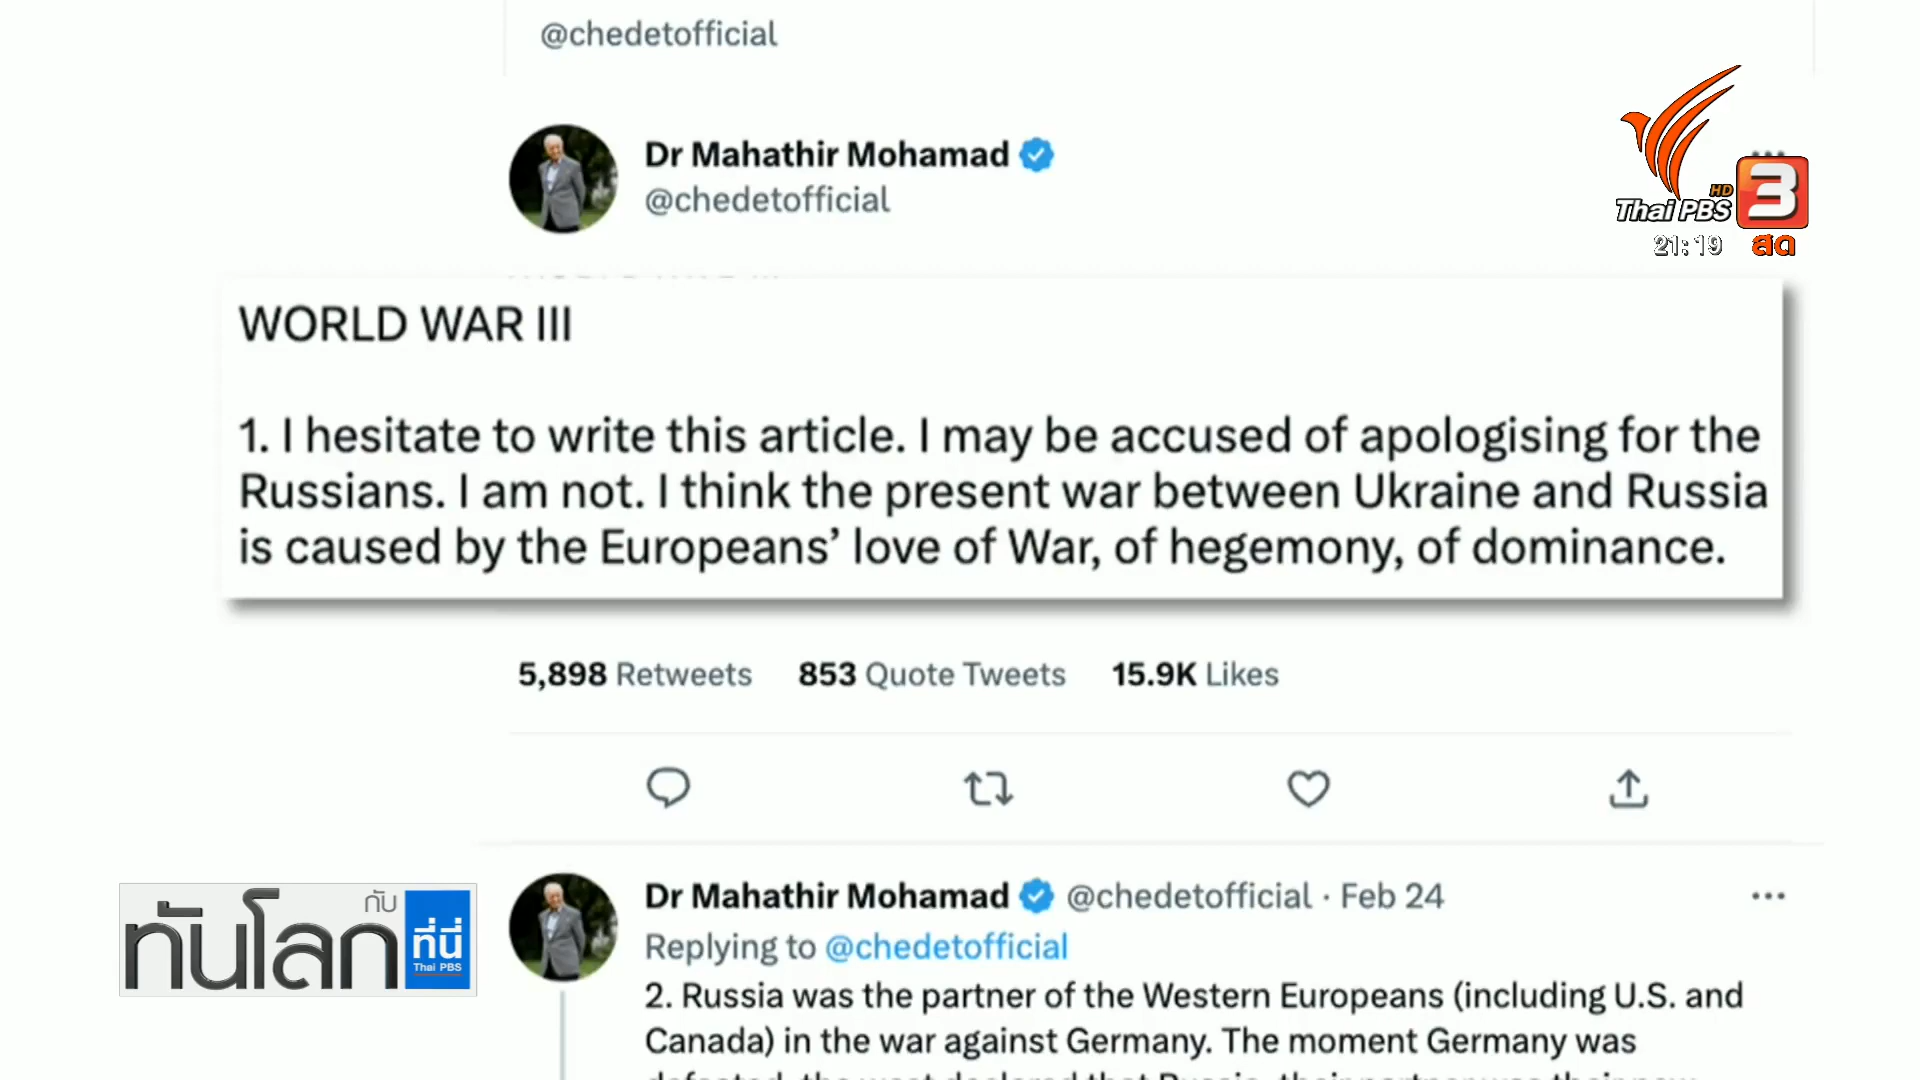 @chedetofficial
Dr Mahathir Mohamad
@chedetofficial
HD
Thai PBS
3
21:19 สด
WORLD WAR III
1. I hesitate to write this article. I may be accused of apologising for the
Russians. I am not. I think the present war between Ukraine and Russia
is caused by the Europeans’ love of War, of hegemony, of dominance.
5,898 Retweets 853 Quote Tweets 15.9K Likes
ทันโลก กับ ที่นี่ Thai PBS
Dr Mahathir Mohamad @chedetofficial · Feb 24
Replying to @chedetofficial
2. Russia was the partner of the Western Europeans (including U.S. and
Canada) in the war against Germany. The moment Germany was